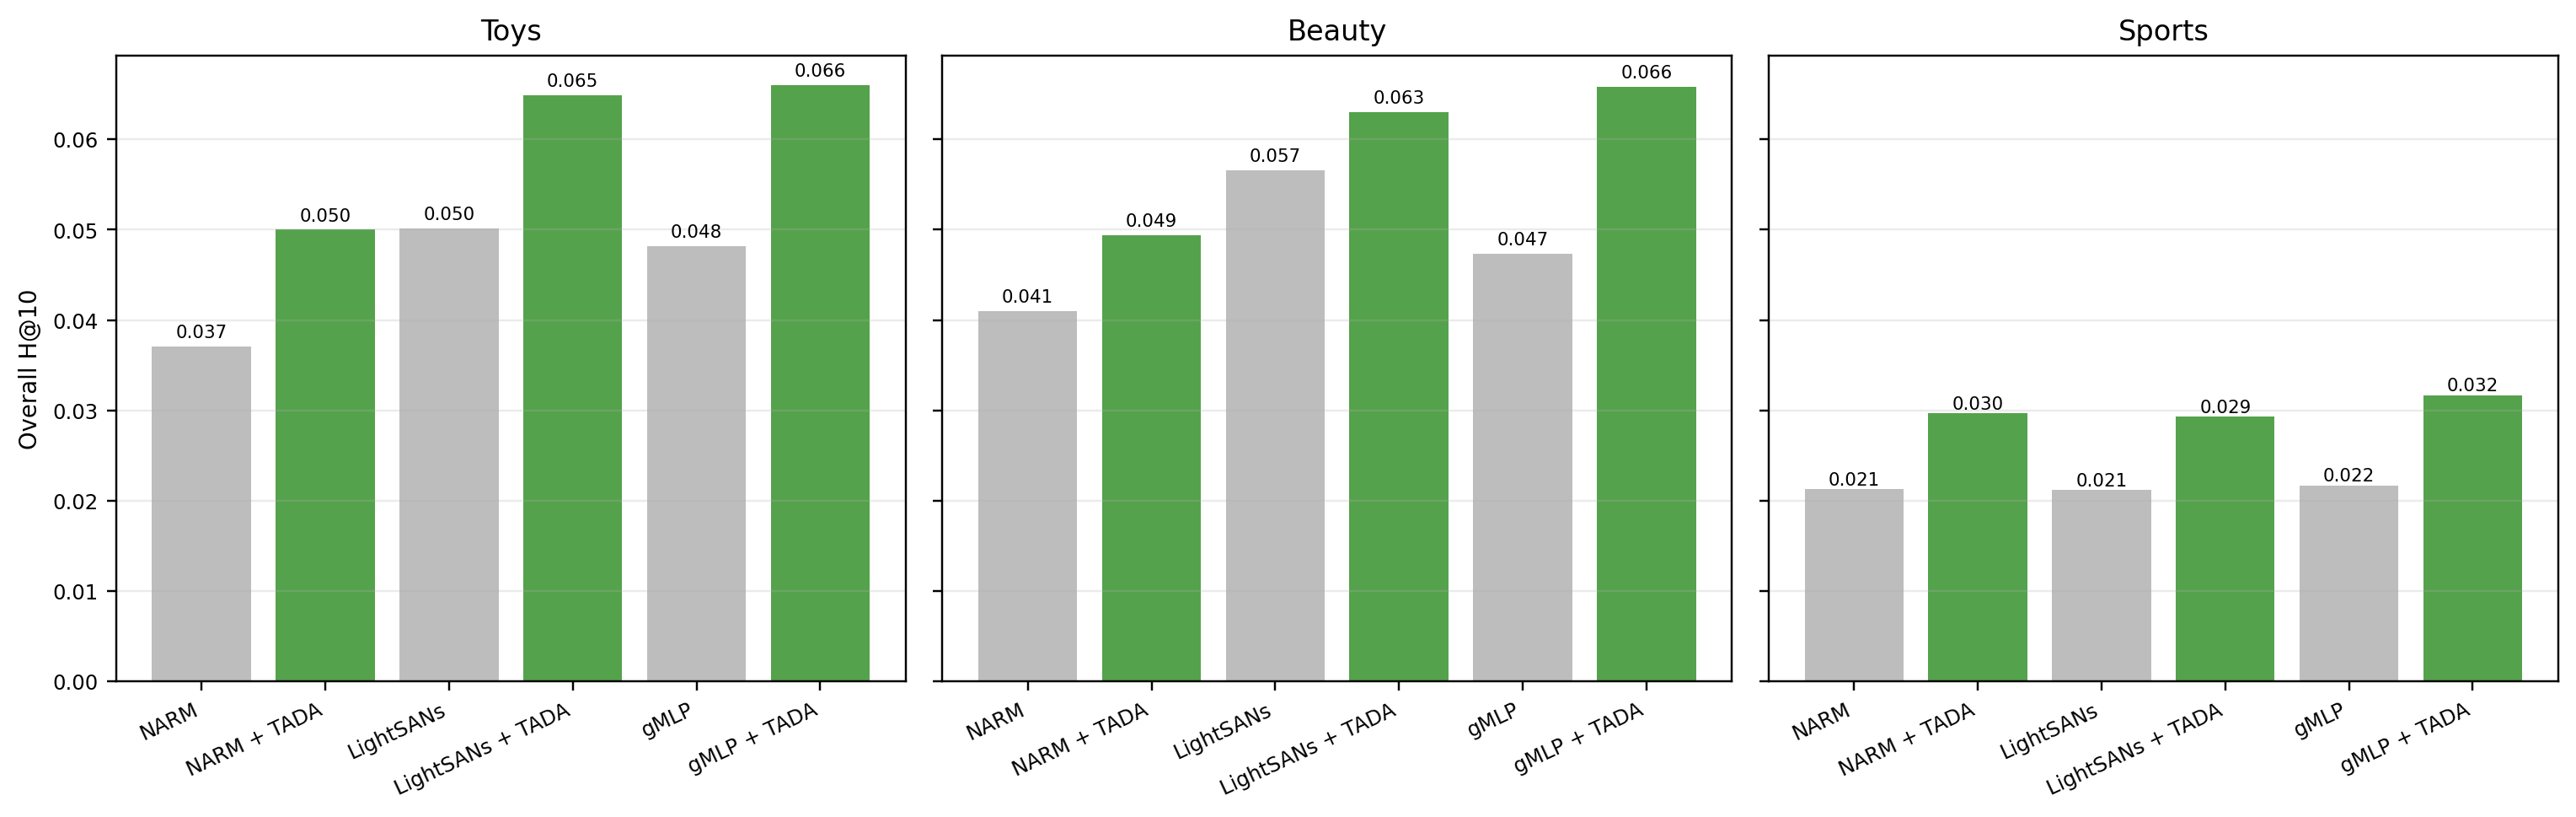 Toys
Beauty
Sports
Overall H@10
0.06
0.05
0.04
0.03
0.02
0.01
0.00
0.037
0.050
0.050
0.065
0.048
0.066
0.041
0.049
0.057
0.063
0.047
0.066
0.021
0.030
0.021
0.029
0.022
0.032
NARM
NARM + TADA
LightSANs
LightSANs + TADA
gMLP
gMLP + TADA
NARM
NARM + TADA
LightSANs
LightSANs + TADA
gMLP
gMLP + TADA
NARM
NARM + TADA
LightSANs
LightSANs + TADA
gMLP
gMLP + TADA